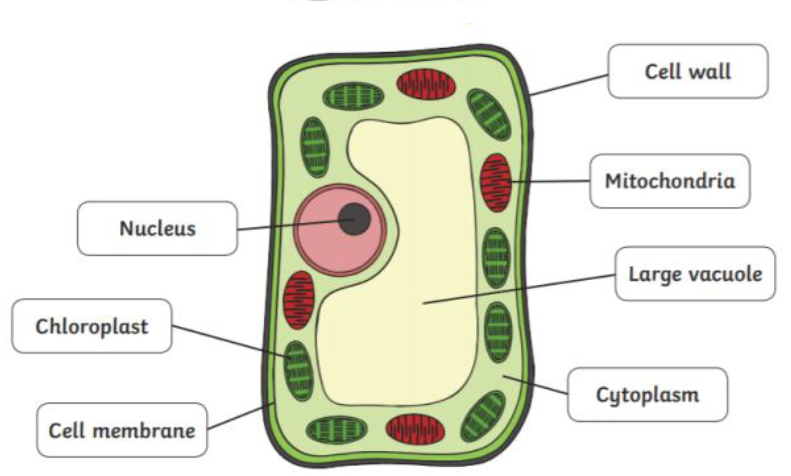 Cell wall
Mitochondria
Nucleus
Large vacuole
Chloroplast
Cytoplasm
Cell membrane